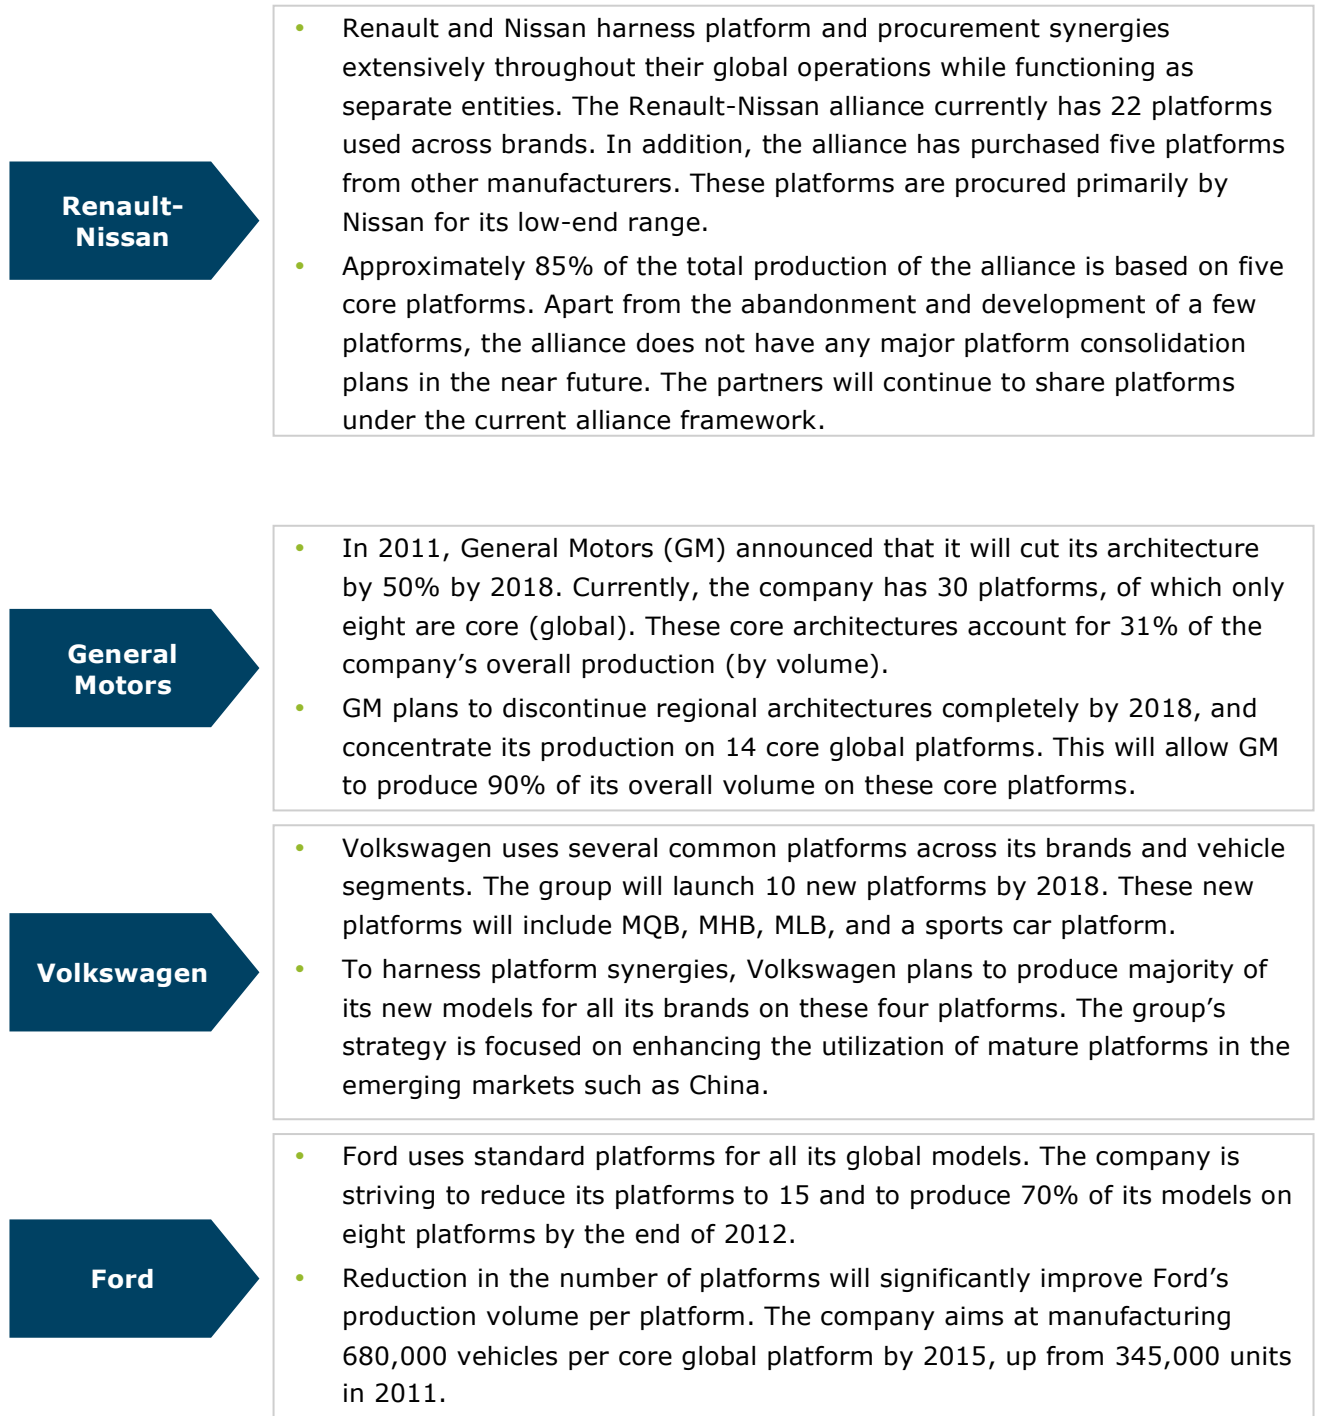 Renault-
Nissan
• Renault and Nissan harness platform and procurement synergies
extensively throughout their global operations while functioning as
separate entities. The Renault-Nissan alliance currently has 22 platforms
used across brands. In addition, the alliance has purchased five platforms
from other manufacturers. These platforms are procured primarily by
Nissan for its low-end range.
• Approximately 85% of the total production of the alliance is based on five
core platforms. Apart from the abandonment and development of a few
platforms, the alliance does not have any major platform consolidation
plans in the near future. The partners will continue to share platforms
under the current alliance framework.
General
Motors
• In 2011, General Motors (GM) announced that it will cut its architecture
by 50% by 2018. Currently, the company has 30 platforms, of which only
eight are core (global). These core architectures account for 31% of the
company's overall production (by volume).
• GM plans to discontinue regional architectures completely by 2018, and
concentrate its production on 14 core global platforms. This will allow GM
to produce 90% of its overall volume on these core platforms.
Volkswagen
• Volkswagen uses several common platforms across its brands and vehicle
segments. The group will launch 10 new platforms by 2018. These new
platforms will include MQB, MHB, MLB, and a sports car platform.
• To harness platform synergies, Volkswagen plans to produce majority of
its new models for all its brands on these four platforms. The group's
strategy is focused on enhancing the utilization of mature platforms in the
emerging markets such as China.
Ford
• Ford uses standard platforms for all its global models. The company is
striving to reduce its platforms to 15 and to produce 70% of its models on
eight platforms by the end of 2012.
• Reduction in the number of platforms will significantly improve Ford's
production volume per platform. The company aims at manufacturing
680,000 vehicles per core global platform by 2015, up from 345,000 units
in 2011.